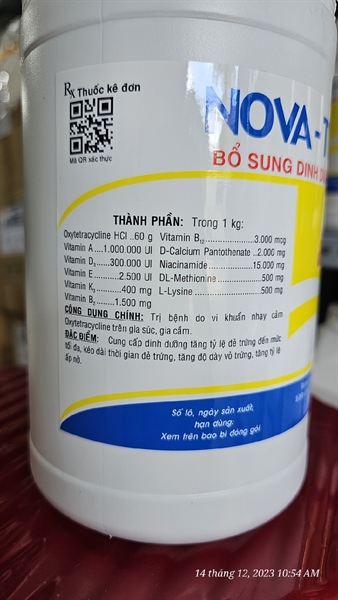 Rx Thuốc kê đơn
Mã QR xác thực
NOVA-T
BỔ SUNG DINH D
THÀNH PHẦN: Trong 1 kg:
Oxytetracycline HCl ..60 g
Vitamin A....1.000.000 UI
Vitamin D3.......300.000 UI
Vitamin E..........2.500 UI
Vitamin K3..........400 mg
Vitamin B2.......1.500 mg
Vitamin B12..................3.000 mcg
D-Calcium Pantothenate ..2.000 mg
Niacinamide................15.000 mg
DL-Methionine................500 mg
L-Lysine..........................500 mg
CÔNG DỤNG CHÍNH: Trị bệnh do vi khuẩn nhạy cảm
Oxytetracycline trên gia súc, gia cầm.
ĐẶC ĐIỂM: Cung cấp dinh dưỡng tăng tỷ lệ đẻ trứng đến mức
tối đa, kéo dài thời gian đẻ trứng, tăng độ dày vỏ trứng, tăng tỷ lệ
ấp nở.
Số lô, ngày sản xuất,
hạn dùng:
Xem trên bao bì đóng gói
14 tháng 12, 2023 10:54 AM